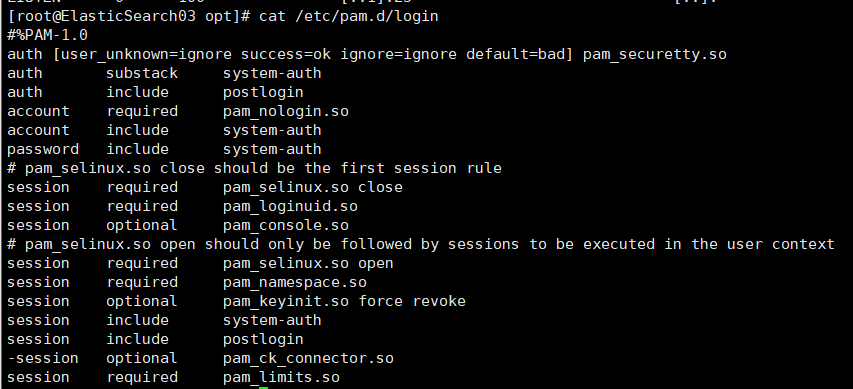 [root@ElasticSearch03 opt]# cat /etc/pam.d/login
#%PAM-1.0
auth [user_unknown=ignore success=ok ignore=ignore default=bad] pam_securetty.so
auth       substack     system-auth
auth       include      postlogin
account    required     pam_nologin.so
account    include      system-auth
password   include      system-auth
# pam_selinux.so close should be the first session rule
session    required     pam_selinux.so close
session    required     pam_loginuid.so
session    optional     pam_console.so
# pam_selinux.so open should only be followed by sessions to be executed in the user context
session    required     pam_selinux.so open
session    required     pam_namespace.so
session    optional     pam_keyinit.so force revoke
session    include      system-auth
session    include      postlogin
-session   optional     pam_ck_connector.so
session    required     pam_limits.so